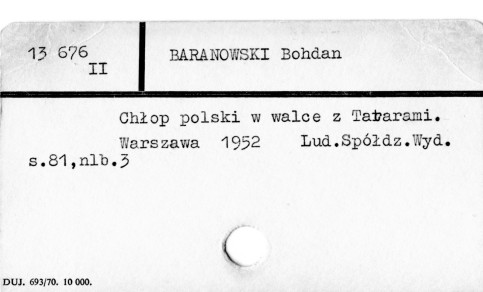 13 676
II
BARANOWSKI Bohdan
Chłop polski w walce z Tatarami.
Warszawa 1952 Lud.Spółdz.Wyd.
s.81,nlb.3
DUJ. 693/70. 10 000.